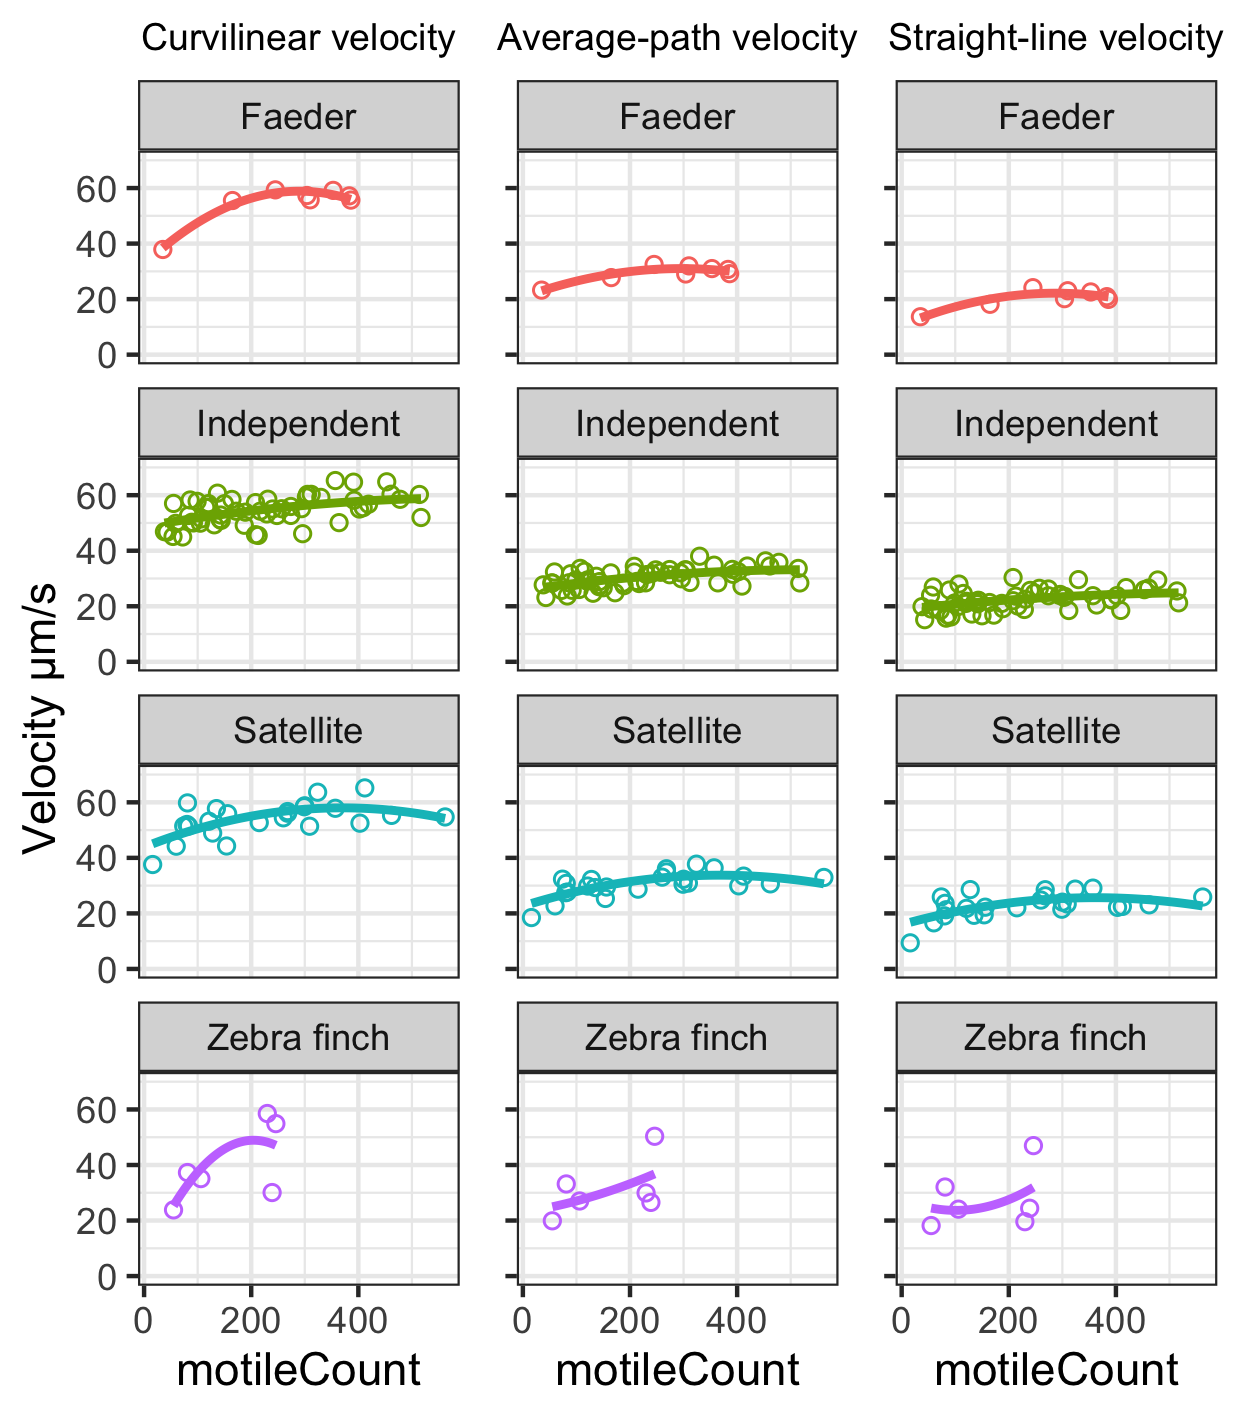 Curvilinear velocity Average-path velocity Straight-line velocity
Faeder Faeder Faeder
60
40
20
0
Independent Independent Independent
60
40
20
0
Velocity µm/s
Satellite Satellite Satellite
60
40
20
0
Zebra finch Zebra finch Zebra finch
60
40
20
0
0 200 400 0 200 400 0 200 400
motileCount motileCount motileCount